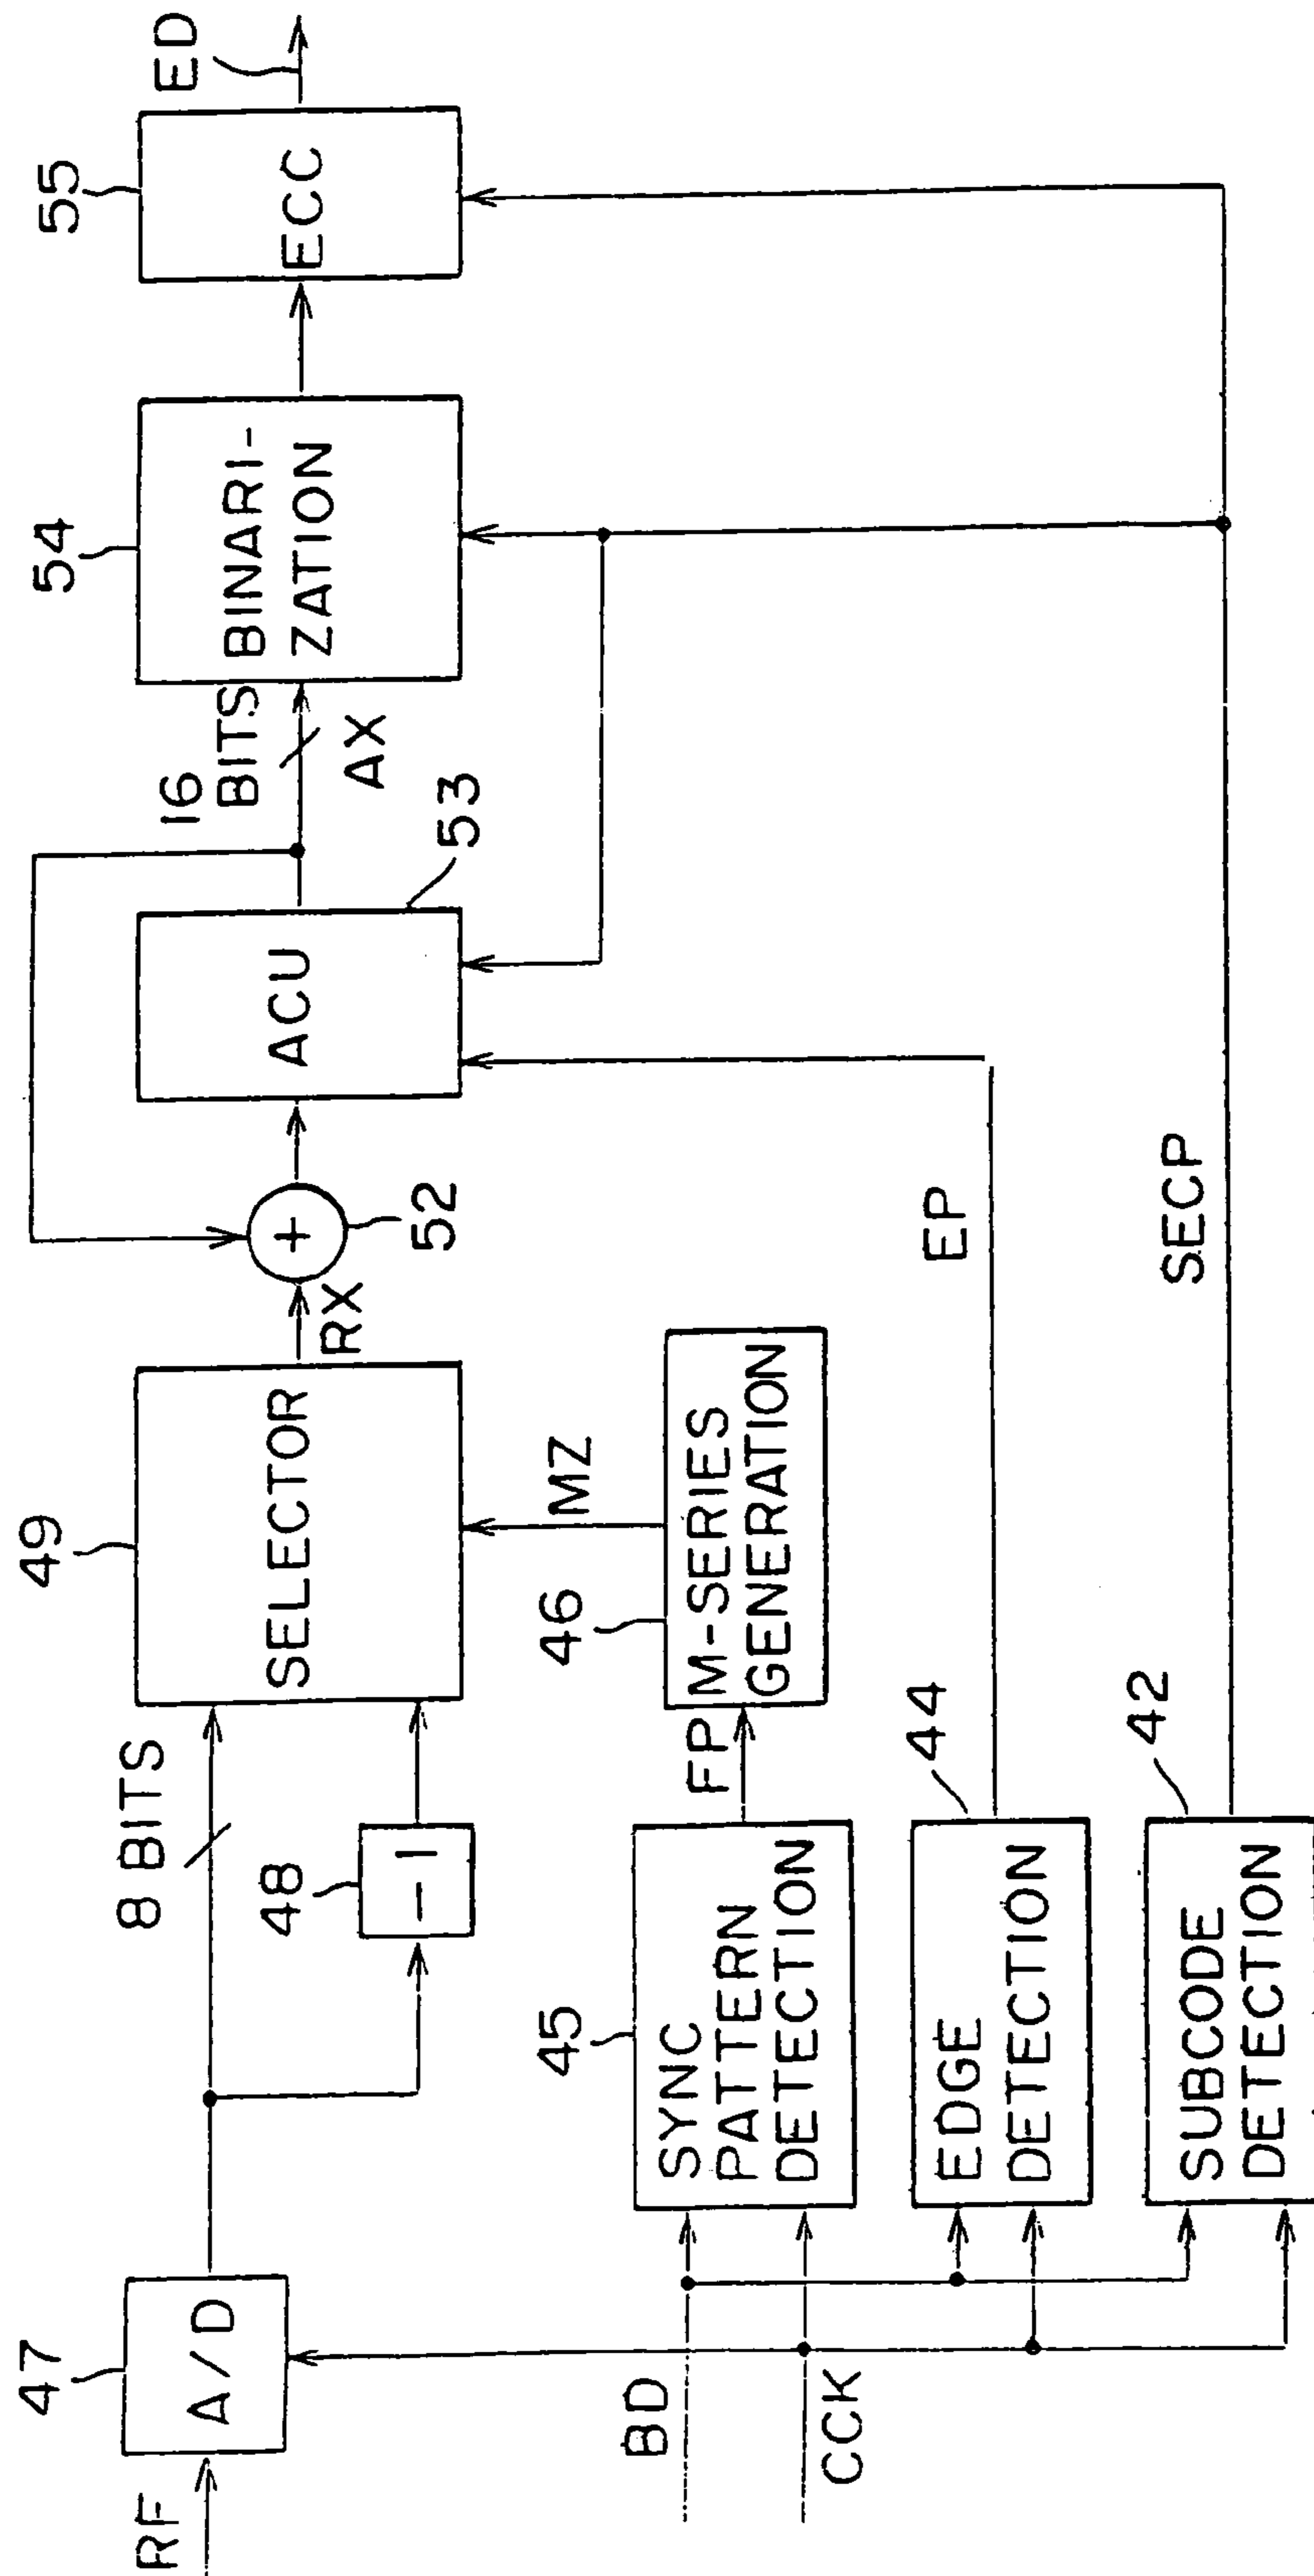 RF
47
A/D
8 BITS
48
-1
49
SELECTOR
RX
52
+
ACU
53
16
BITS
AX
54
BINARI-
ZATION
55
ECC
ED
MZ
46
M-SERIES
GENERATION
FP
45
SYNC
PATTERN
DETECTION
BD
CCK
44
EDGE
DETECTION
EP
42
SUBCODE
DETECTION
SECP